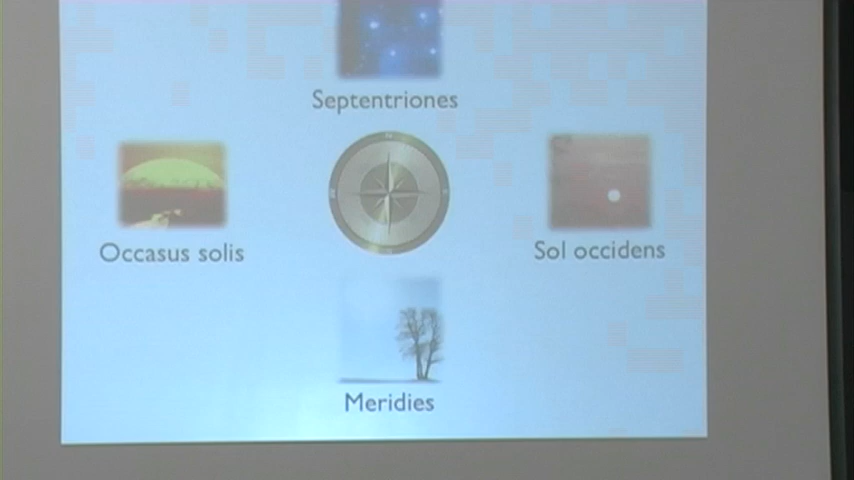 Septentriones
Occasus solis
Sol occidens
Meridies